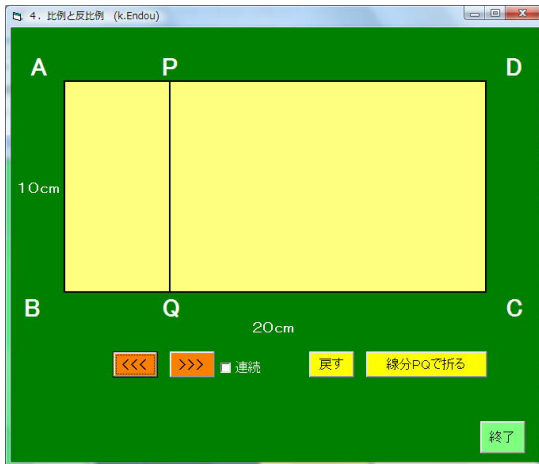 4．比例と反比例 (k.Endou)
A P D
10cm
B Q C
20cm
<<< >>> 連続 戻す 線分PQで折る
終了